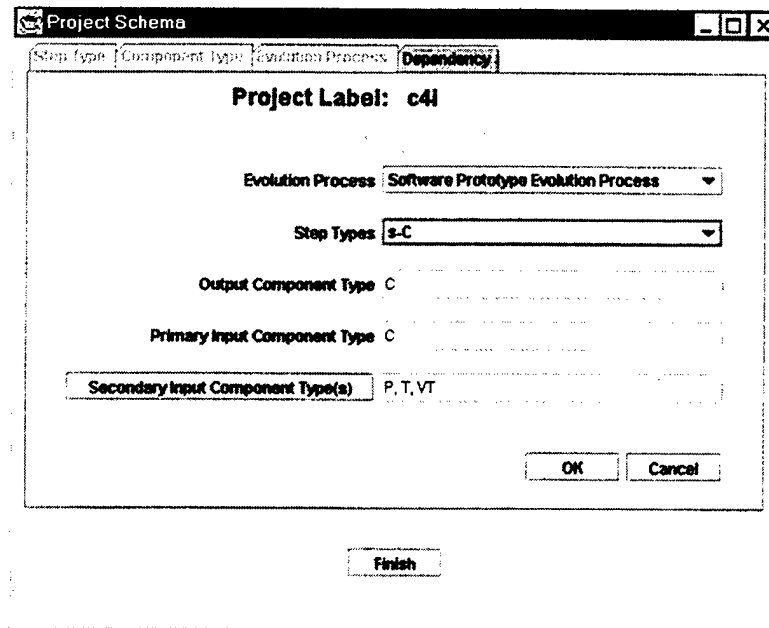 Project Schema
Step Type Component Type Evolution Process Dependency
Project Label: c4i
Evolution Process Software Prototype Evolution Process
Step Types s-C
Output Component Type C
Primary Input Component Type C
Secondary Input Component Type(s) P, T, VT
OK Cancel
Finish